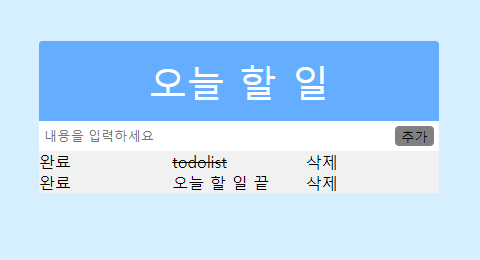 오늘 할 일
내용을 입력하세요 추가
완료 todolist 삭제
완료 오늘 할 일 끝 삭제